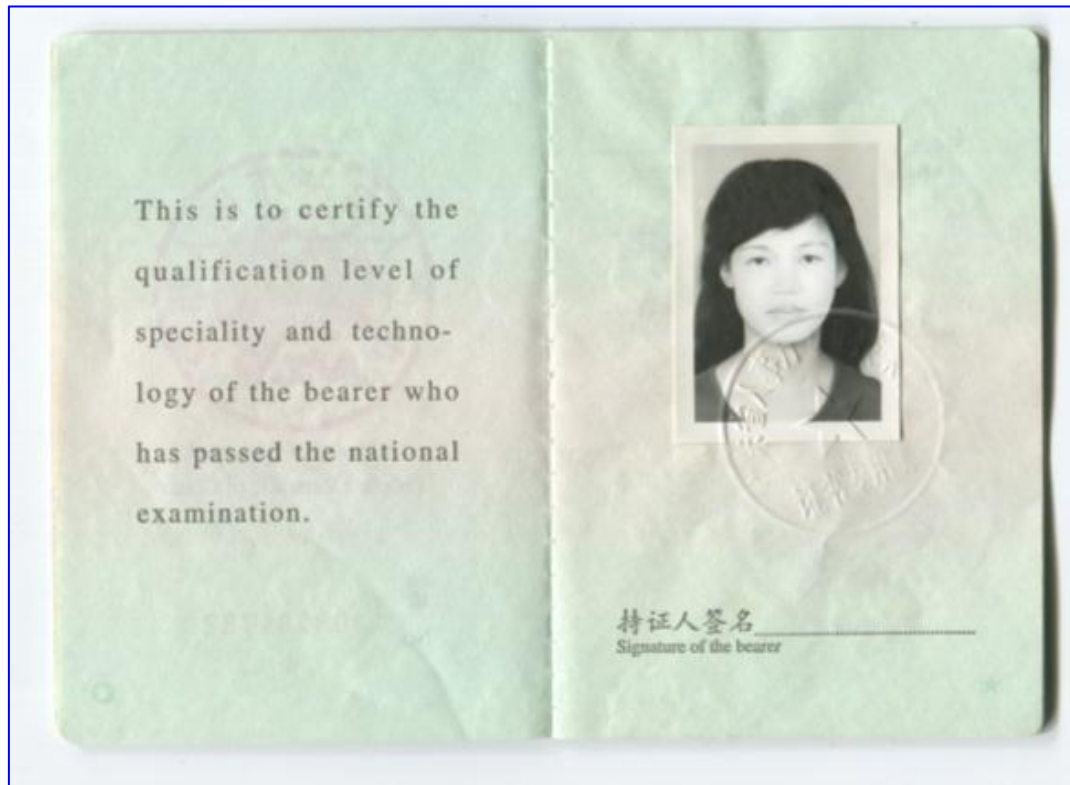 This is to certify the
qualification level of
speciality and techno-
logy of the bearer who
has passed the national
examination.
持证人签名
Signature of the bearer